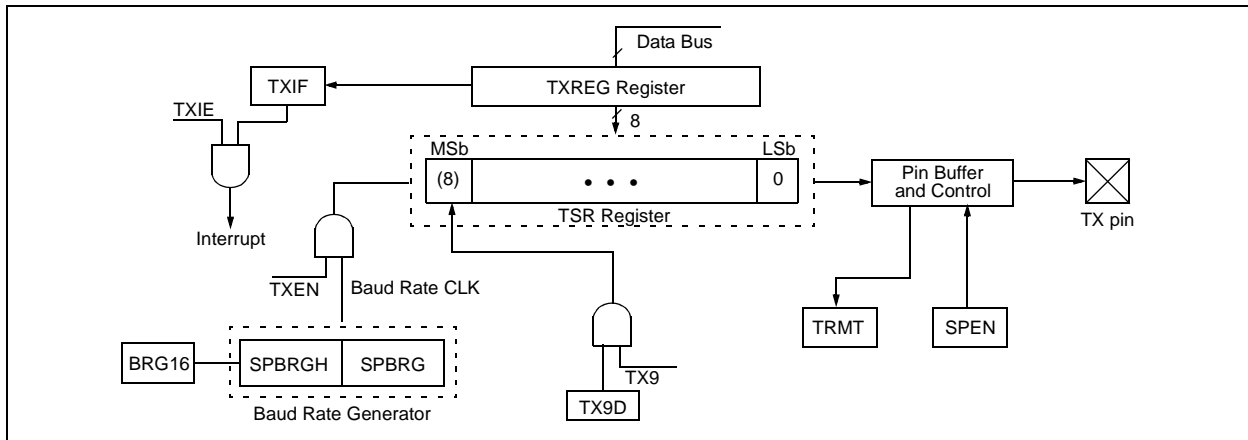 Data Bus
TXIF
TXREG Register
TXIE
8
MSb
LSb
(8)
• • •
0
Pin Buffer
and Control
TSR Register
TX pin
Interrupt
TXEN
Baud Rate CLK
TRMT
SPEN
BRG16
SPBRGH
SPBRG
TX9
TX9D
Baud Rate Generator